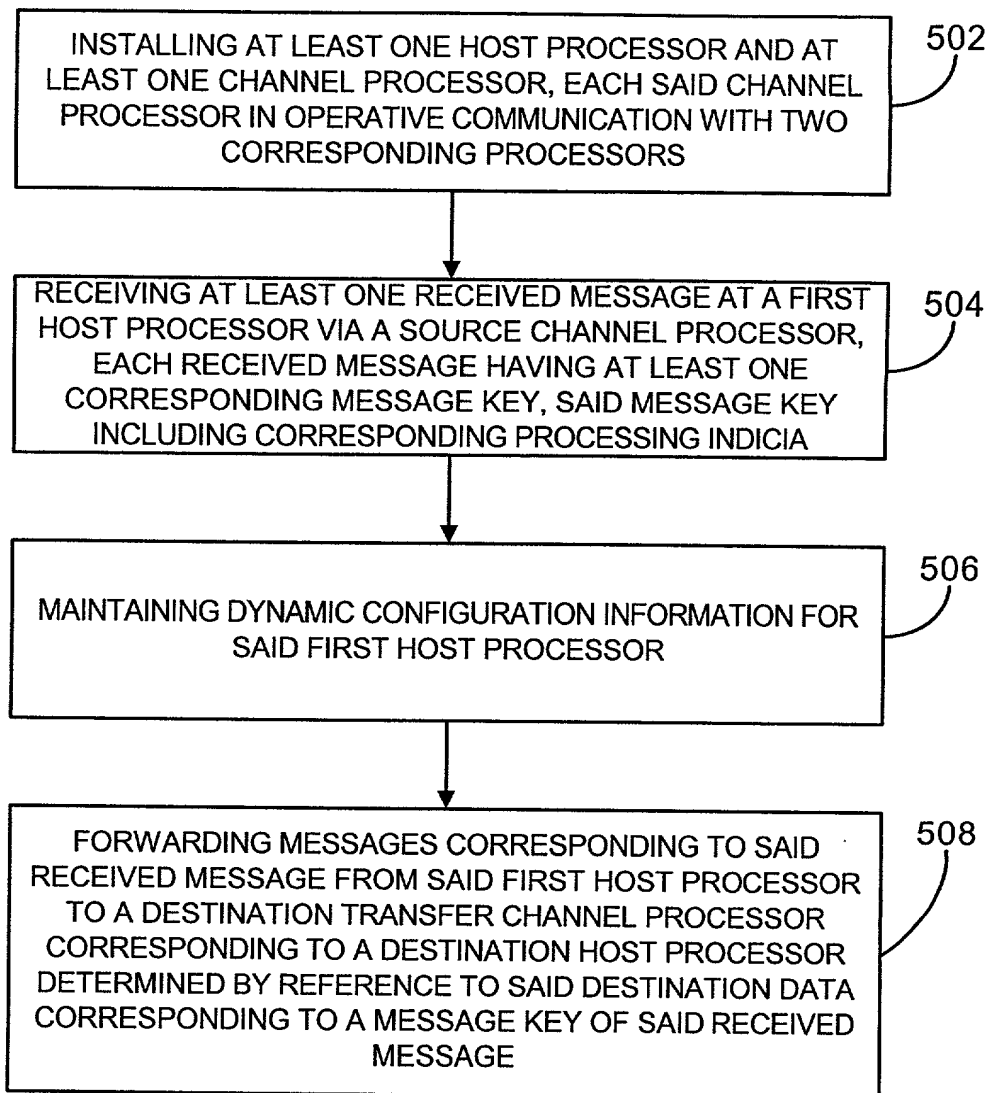 INSTALLING AT LEAST ONE HOST PROCESSOR AND AT
LEAST ONE CHANNEL PROCESSOR, EACH SAID CHANNEL
PROCESSOR IN OPERATIVE COMMUNICATION WITH TWO
CORRESPONDING PROCESSORS
502
RECEIVING AT LEAST ONE RECEIVED MESSAGE AT A FIRST
HOST PROCESSOR VIA A SOURCE CHANNEL PROCESSOR,
EACH RECEIVED MESSAGE HAVING AT LEAST ONE
CORRESPONDING MESSAGE KEY, SAID MESSAGE KEY
INCLUDING CORRESPONDING PROCESSING INDICIA
504
MAINTAINING DYNAMIC CONFIGURATION INFORMATION FOR
SAID FIRST HOST PROCESSOR
506
FORWARDING MESSAGES CORRESPONDING TO SAID
RECEIVED MESSAGE FROM SAID FIRST HOST PROCESSOR
TO A DESTINATION TRANSFER CHANNEL PROCESSOR
CORRESPONDING TO A DESTINATION HOST PROCESSOR
DETERMINED BY REFERENCE TO SAID DESTINATION DATA
CORRESPONDING TO A MESSAGE KEY OF SAID RECEIVED
MESSAGE
508